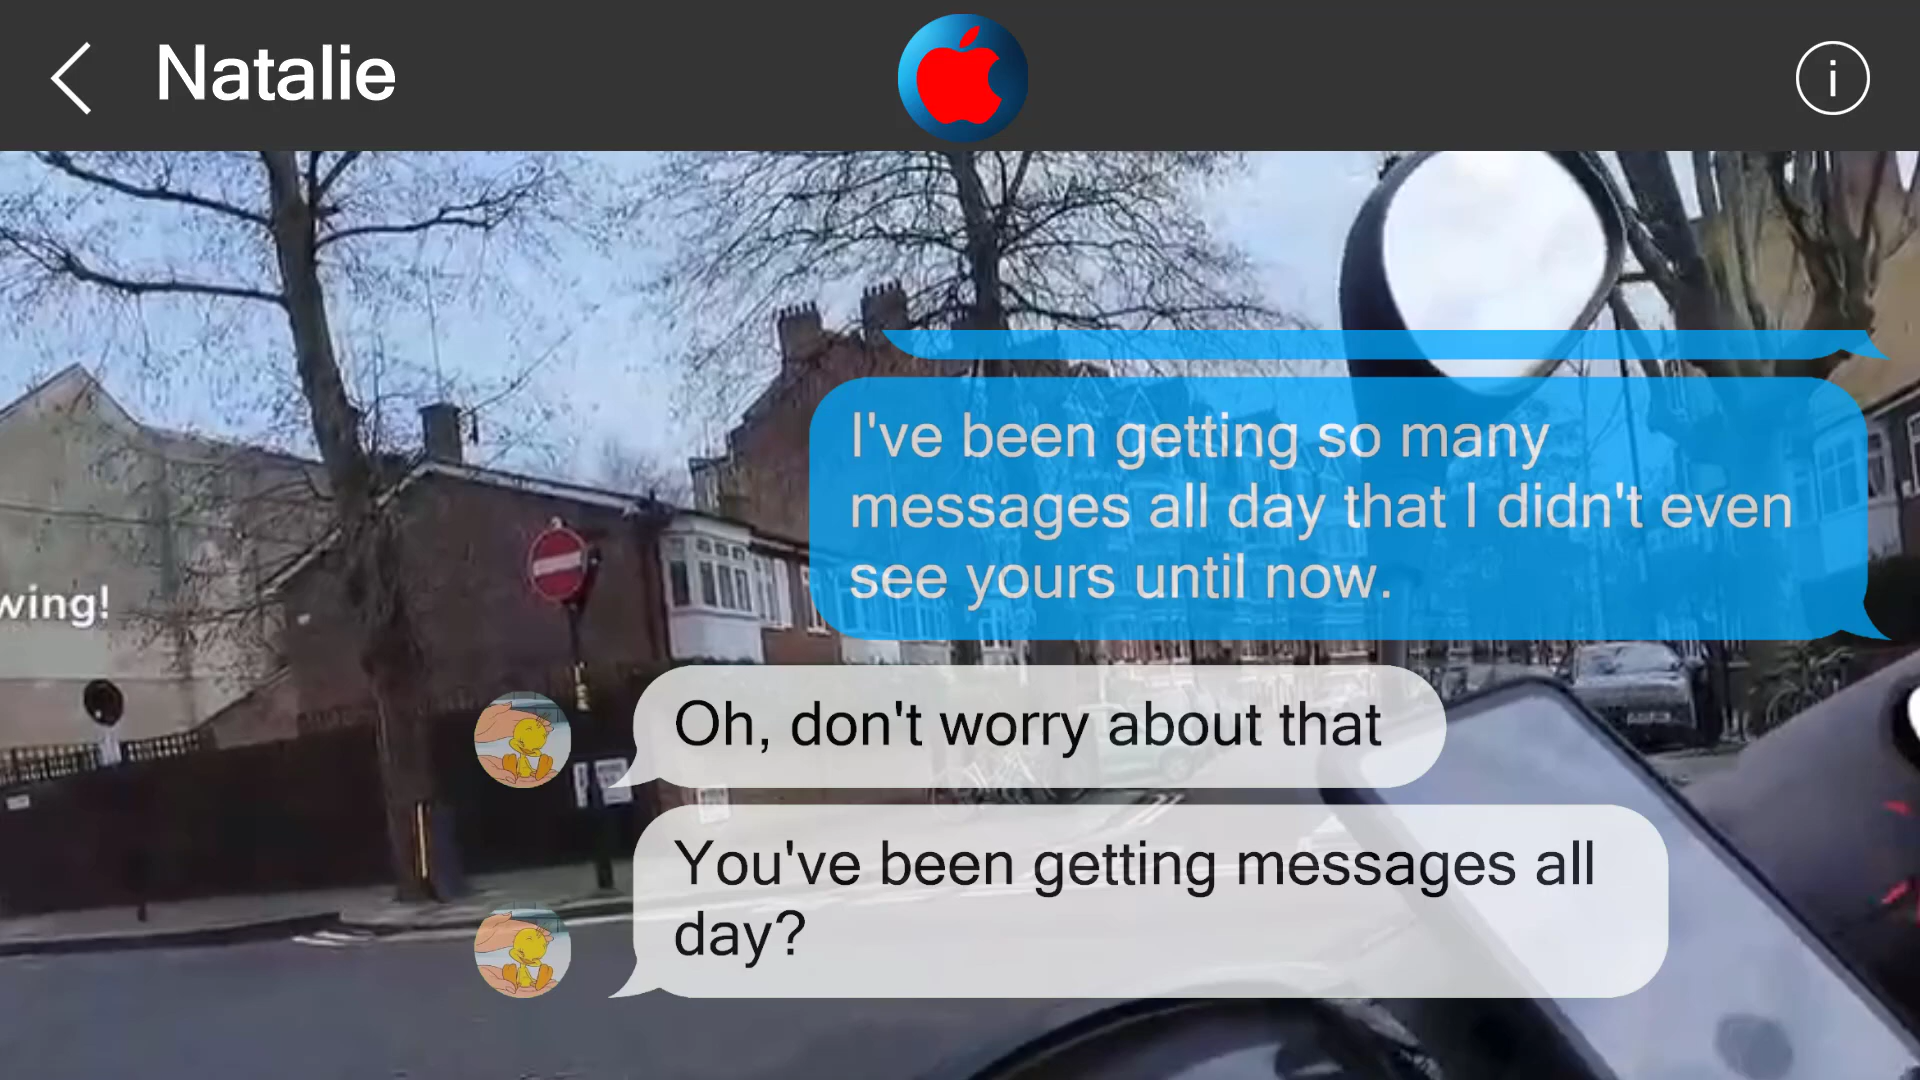 Natalie
i
I've been getting so many
messages all day that I didn't even
see yours until now.
wing!
Oh, don't worry about that
You've been getting messages all
day?